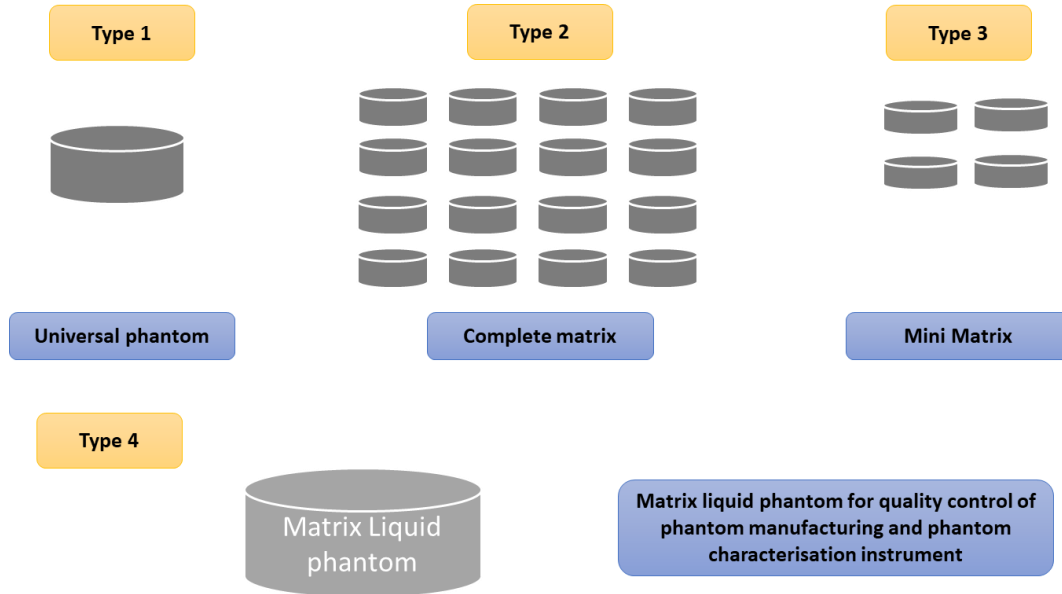 Type 1
Type 2
Type 3
Universal phantom
Complete matrix
Mini Matrix
Type 4
Matrix Liquid
phantom
Matrix liquid phantom for quality control of
phantom manufacturing and phantom
characterisation instrument